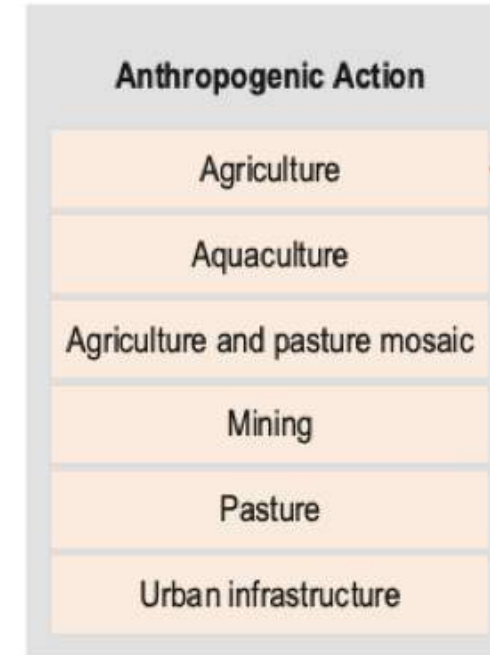 Anthropogenic Action
Agriculture
Aquaculture
Agriculture and pasture mosaic
Mining
Pasture
Urban infrastructure